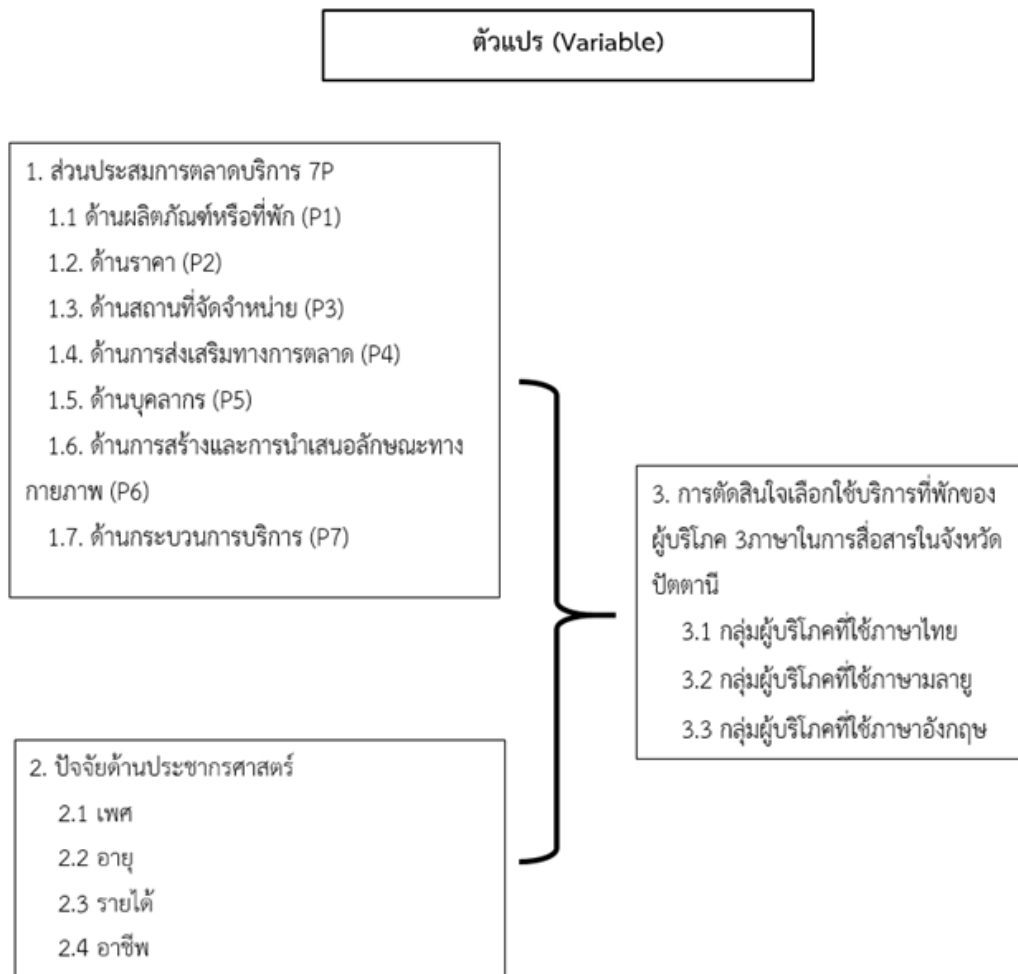 ตัวแปร (Variable)
1. ส่วนประสมการตลาดบริการ 7P
1.1 ด้านผลิตภัณฑ์หรือที่พัก (P1)
1.2. ด้านราคา (P2)
1.3. ด้านสถานที่จัดจำหน่าย (P3)
1.4. ด้านการส่งเสริมทางการตลาด (P4)
1.5. ด้านบุคลากร (P5)
1.6. ด้านการสร้างและการนำเสนอลักษณะทาง
กายภาพ (P6)
1.7. ด้านกระบวนการบริการ (P7)
2. ปัจจัยด้านประชากรศาสตร์
2.1 เพศ
2.2 อายุ
2.3 รายได้
2.4 อาชีพ
3. การตัดสินใจเลือกใช้บริการที่พักของ
ผู้บริโภค 3ภาษาในการสื่อสารในจังหวัด
ปัตตานี
3.1 กลุ่มผู้บริโภคที่ใช้ภาษาไทย
3.2 กลุ่มผู้บริโภคที่ใช้ภาษามลายู
3.3 กลุ่มผู้บริโภคที่ใช้ภาษาอังกฤษ